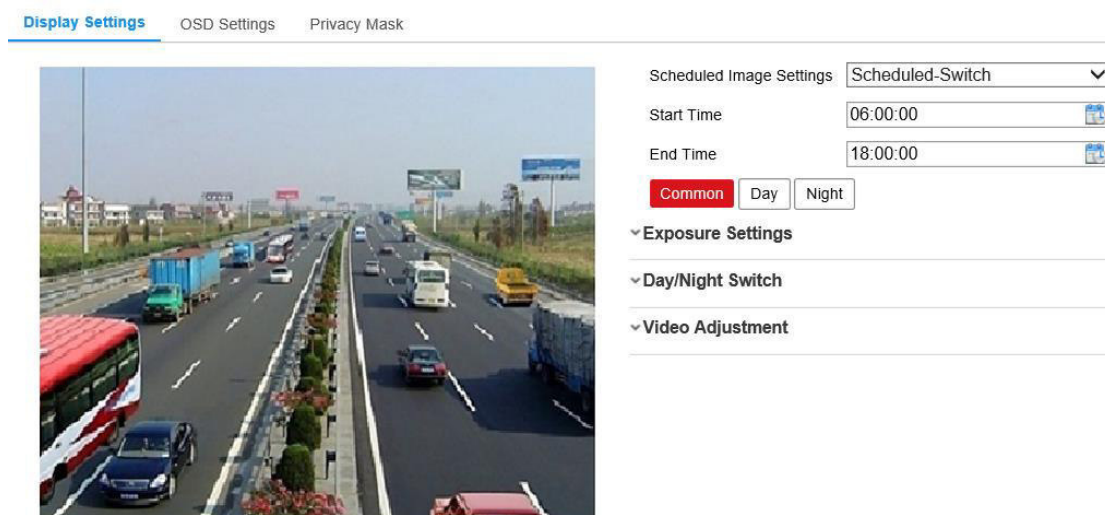 Display Settings OSD Settings Privacy Mask
Scheduled Image Settings Scheduled-Switch
Start Time 06:00:00
End Time 18:00:00
Common Day Night
Exposure Settings
Day/Night Switch
Video Adjustment